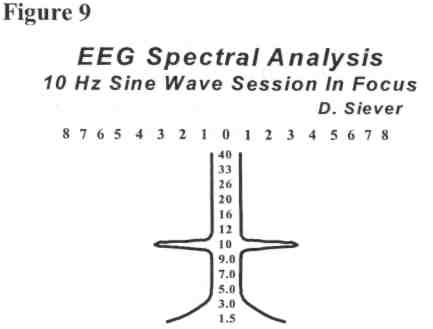 Figure 9
EEG Spectral Analysis
10 Hz Sine Wave Session In Focus
D. Siever
8 7 6 5 4 3 2 1 0 1 2 3 4 5 6 7 8
40
33
26
20
16
12
10
9.0
7.0
5.0
3.0
1.5